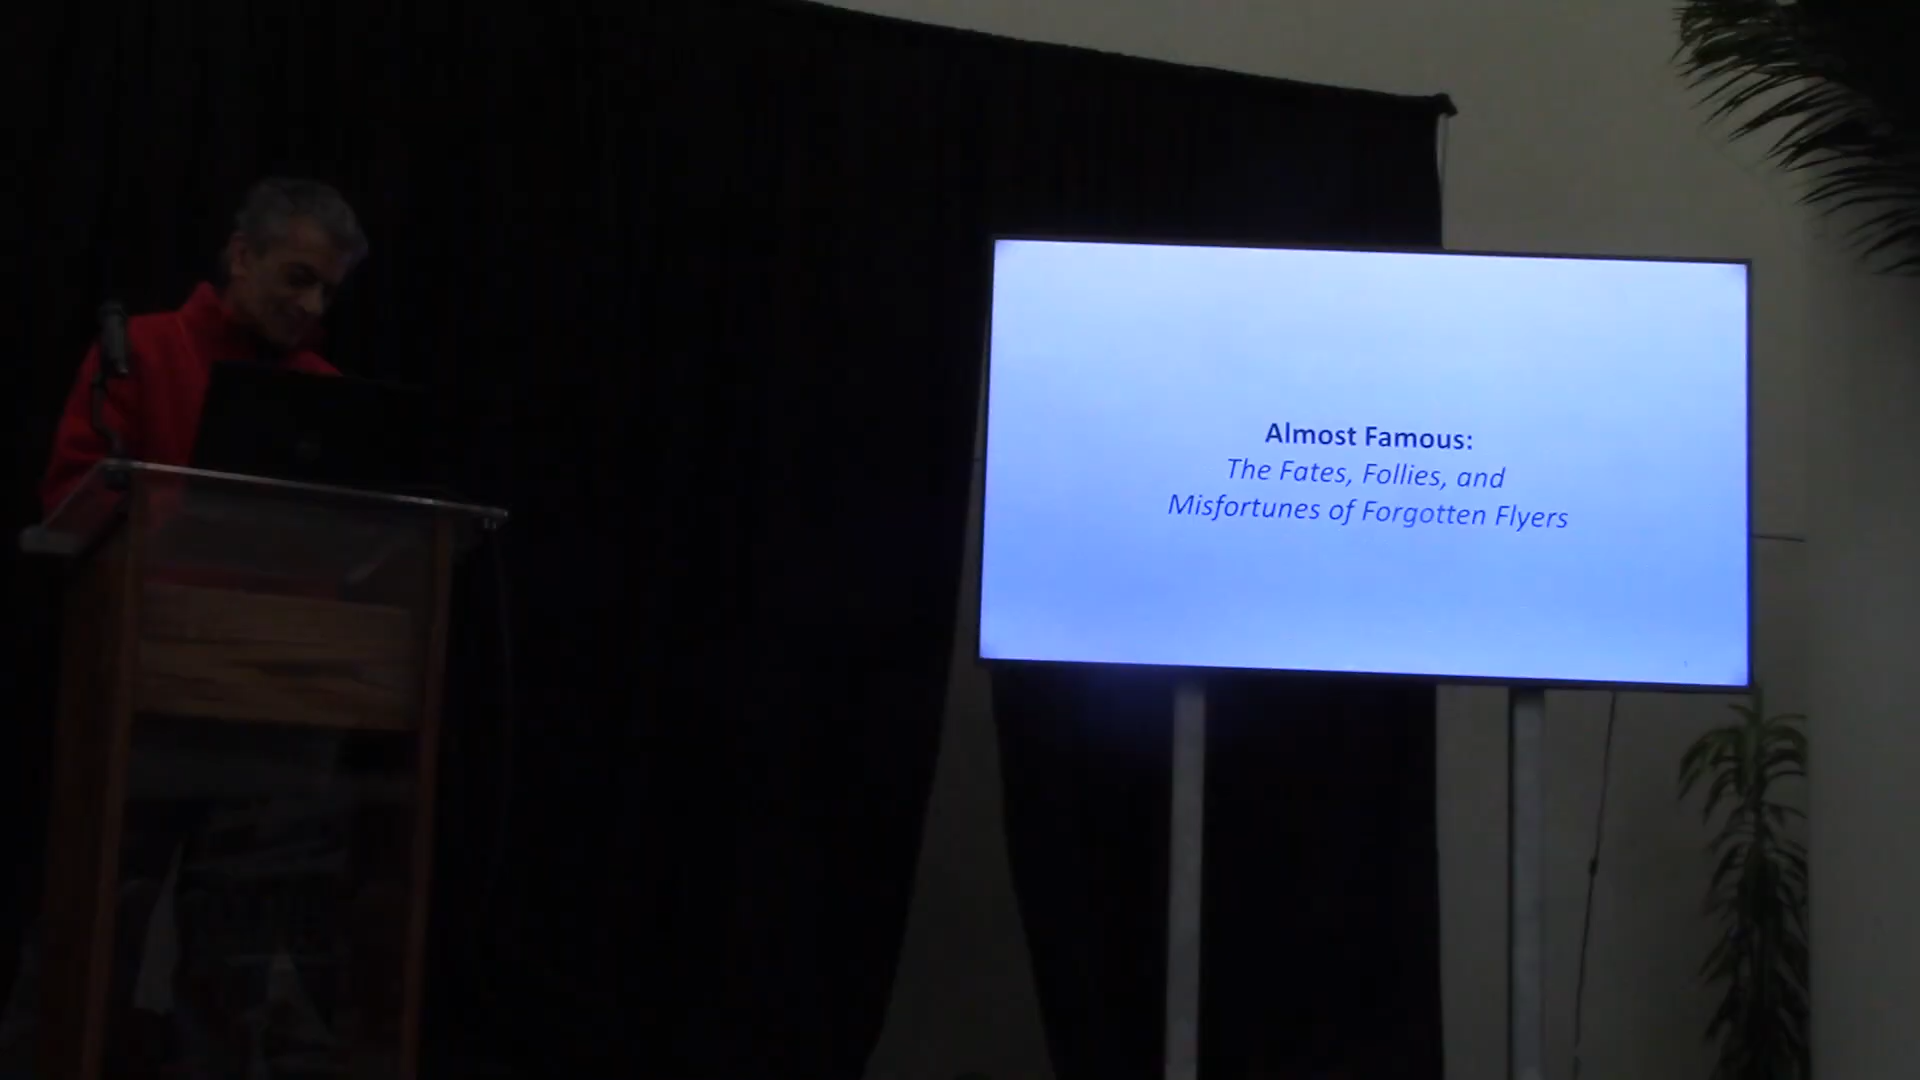 Almost Famous:
The Fates, Follies, and
Misfortunes of Forgotten Flyers